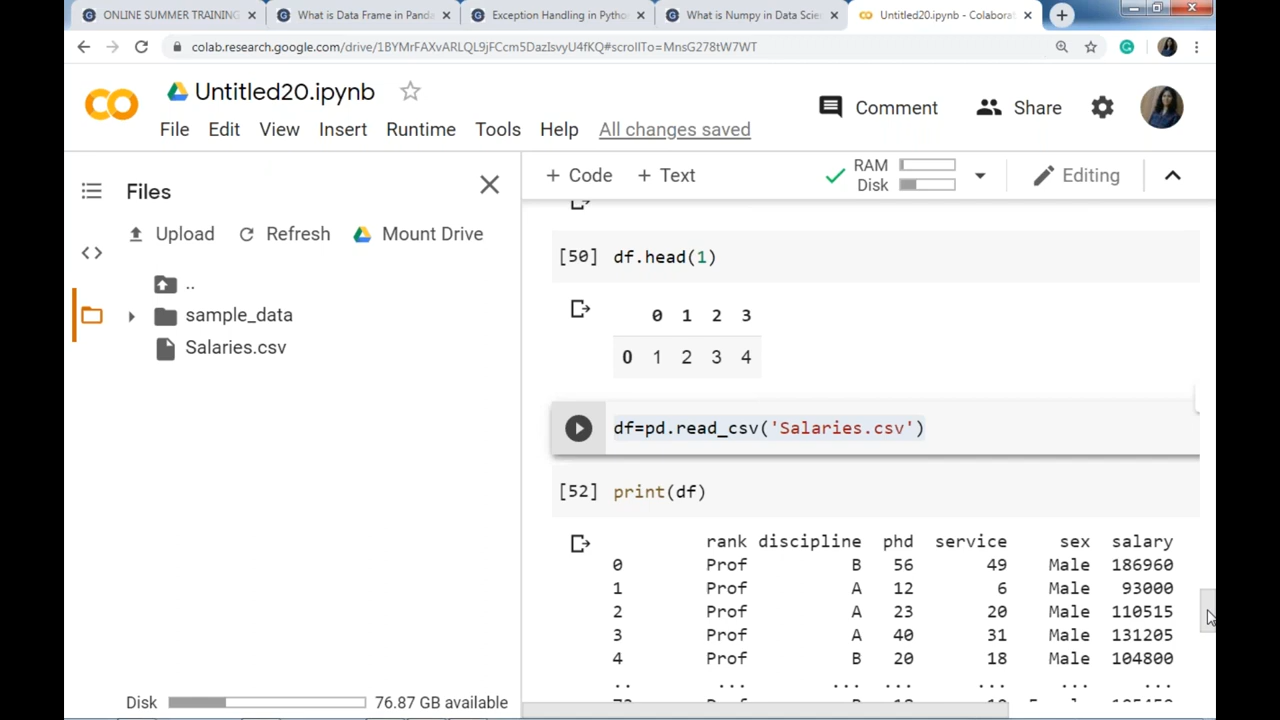 ONLINE SUMMER TRAINING
What is Data Frame in Panda
Exception Handling in Pytho
What is Numpy in Data Scie
Untitled20.ipynb - Colabora
colab.research.google.com/drive/1BYMrFAXvARLQL9jFCcm5DazIsvyU4fKQ#scrollTo=MnsG278tW7WT
Untitled20.ipynb
Comment
Share
File Edit View Insert Runtime Tools Help All changes saved
Files
+ Code + Text
RAM
Disk
Editing
Upload Refresh Mount Drive
..
sample_data
Salaries.csv
[50] df.head(1)
0 1 2 3
0 1 2 3 4
df=pd.read_csv('Salaries.csv')
[52] print(df)
rank discipline phd service sex salary
0 Prof B 56 49 Male 186960
1 Prof A 12 6 Male 93000
2 Prof A 23 20 Male 110515
3 Prof A 40 31 Male 131205
4 Prof B 20 18 Male 104800
.. ... ... ... ... ... ...
Disk 76.87 GB available